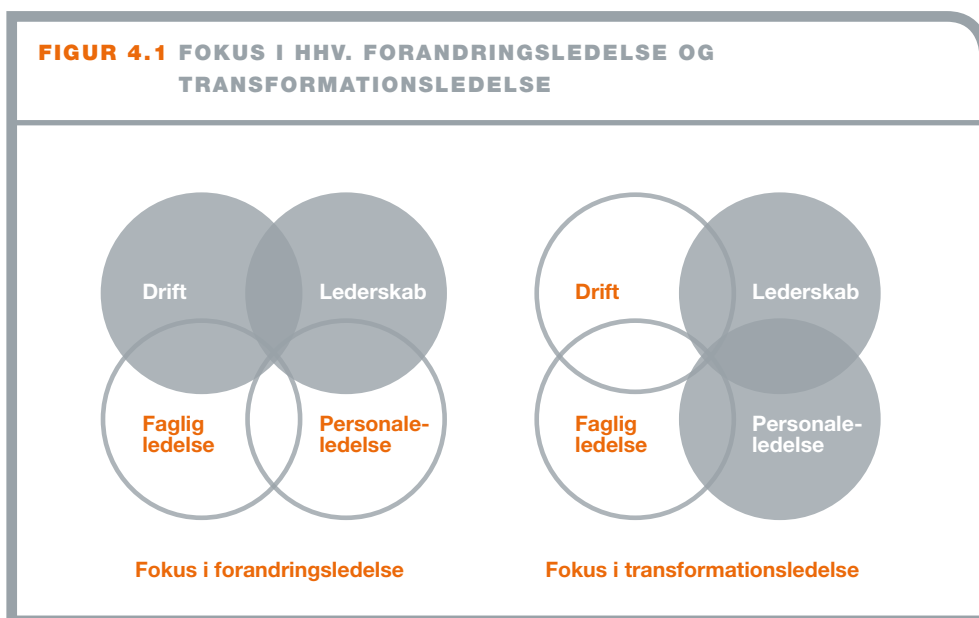 FIGUR 4.1 FOKUS I HHV. FORANDRINGSLEDELSE OG
TRANSFORMATIONSLEDELSE
Drift
Lederskab
Faglig
ledelse
Personale-
ledelse
Fokus i forandringsledelse
Drift
Lederskab
Faglig
ledelse
Personale-
ledelse
Fokus i transformationsledelse